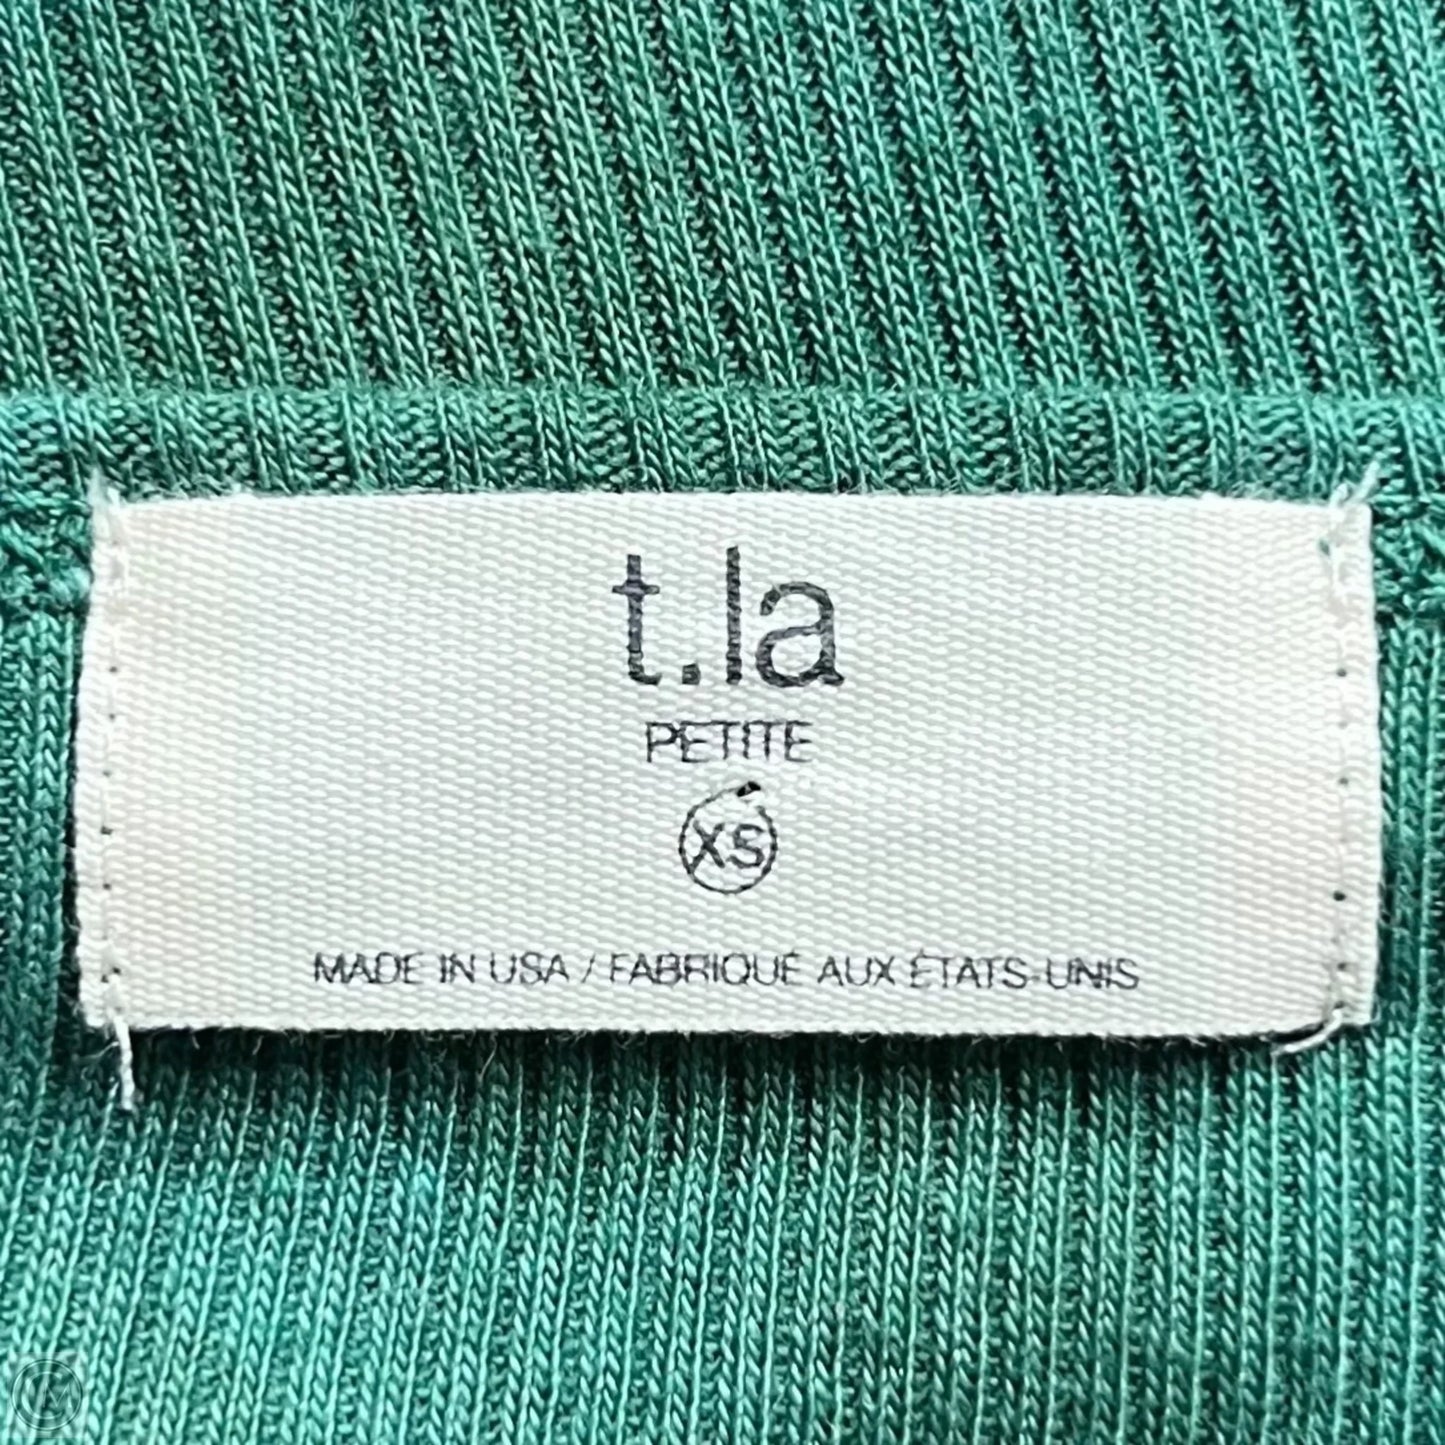 t.la
PETITE
XS
MADE IN USA / FABRIQUÉ AUX ÉTATS-UNIS